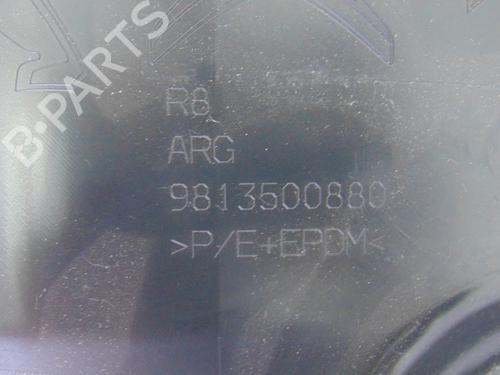 B-PARTS
R8
ARG
9813500880
>P/E+EPDM<